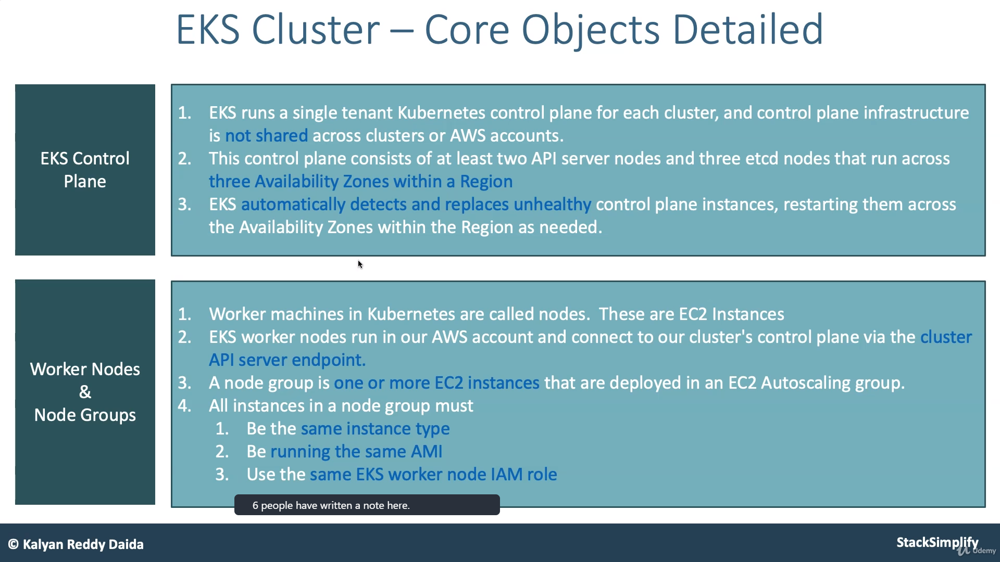 EKS Cluster – Core Objects Detailed
EKS Control
Plane
1. EKS runs a single tenant Kubernetes control plane for each cluster, and control plane infrastructure
is not shared across clusters or AWS accounts.
2. This control plane consists of at least two API server nodes and three etcd nodes that run across
three Availability Zones within a Region
3. EKS automatically detects and replaces unhealthy control plane instances, restarting them across
the Availability Zones within the Region as needed.
Worker Nodes
&
Node Groups
1. Worker machines in Kubernetes are called nodes. These are EC2 Instances
2. EKS worker nodes run in our AWS account and connect to our cluster's control plane via the cluster
API server endpoint.
3. A node group is one or more EC2 instances that are deployed in an EC2 Autoscaling group.
4. All instances in a node group must
1. Be the same instance type
2. Be running the same AMI
3. Use the same EKS worker node IAM role
6 people have written a note here.
© Kalyan Reddy Daida
StackSimplify
Udemy